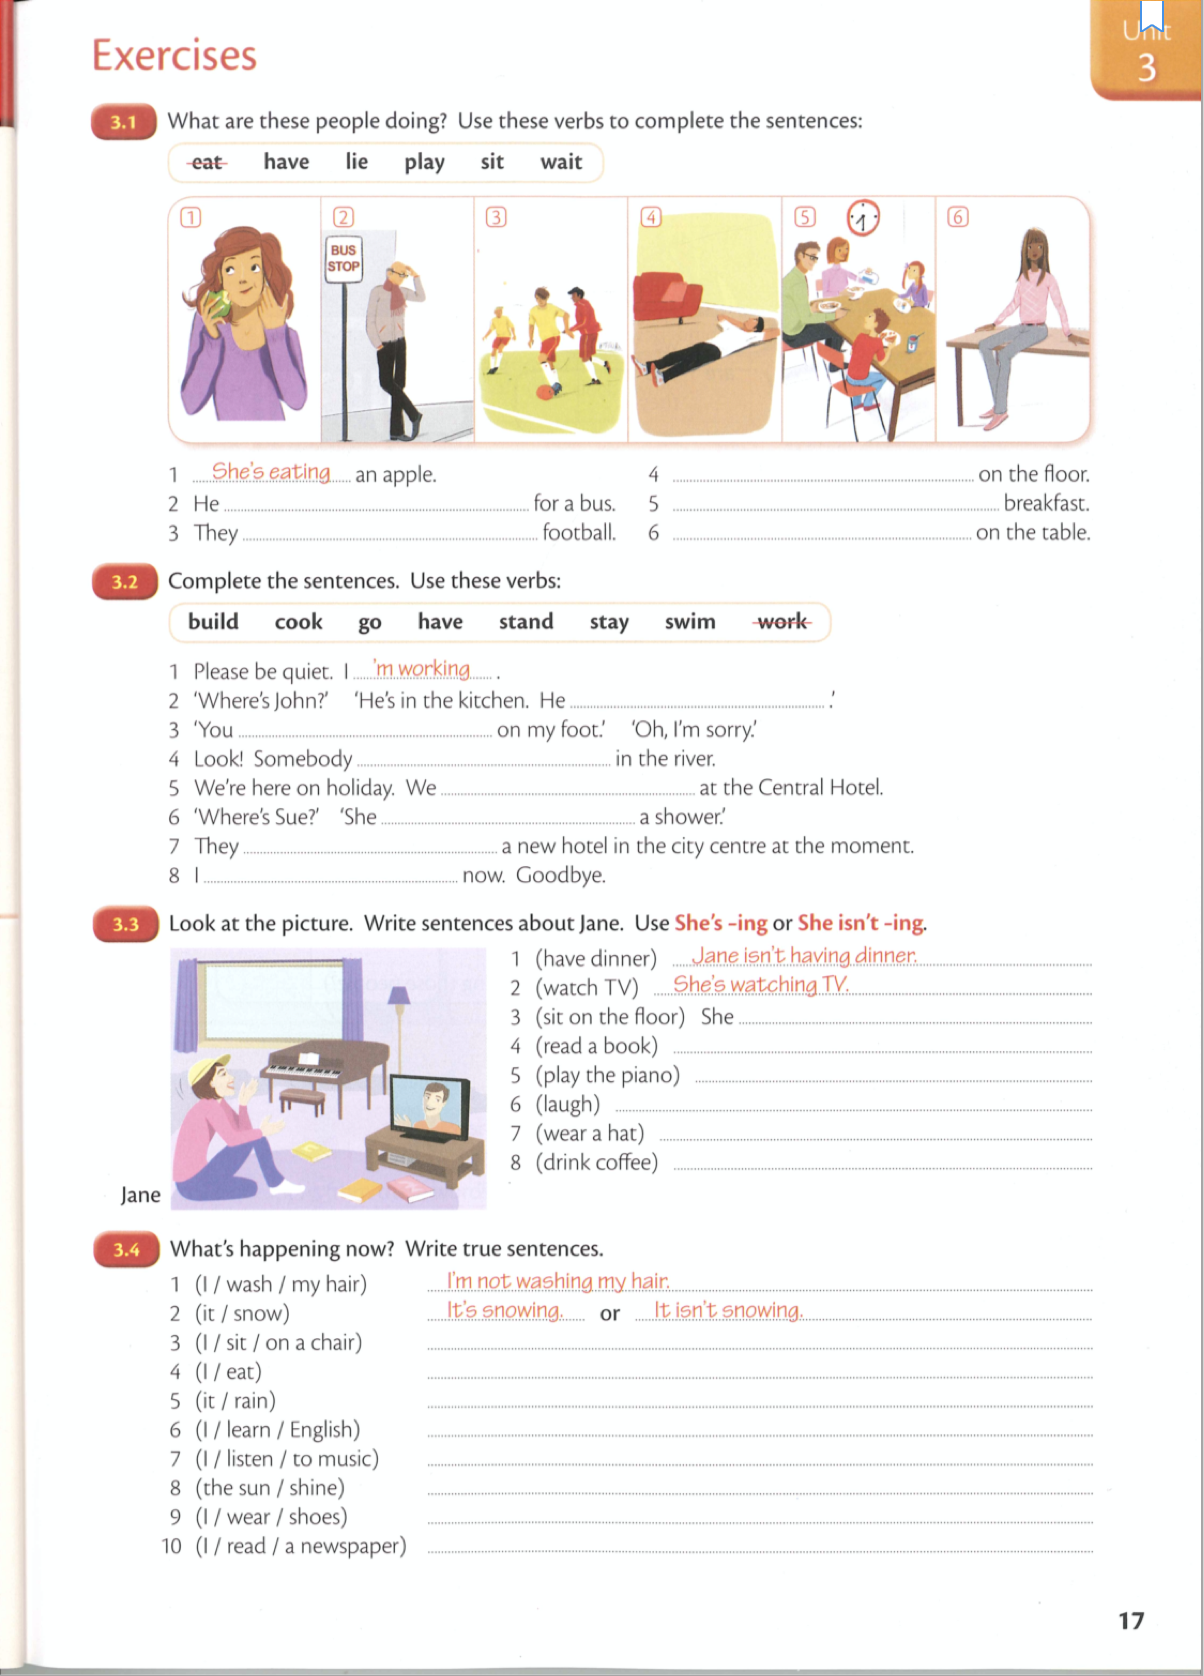 Unit
3
Exercises
3.1 What are these people doing? Use these verbs to complete the sentences:
eat have lie play sit wait
1 2 3 4 5 6
BUS
STOP
1 She's eating an apple.
2 He ... for a bus.
3 They ... football.
4 ... on the floor.
5 ... breakfast.
6 ... on the table.
3.2 Complete the sentences. Use these verbs:
build cook go have stand stay swim work
1 Please be quiet. I 'm working .
2 'Where's John?' 'He's in the kitchen. He ... .'
3 'You ... on my foot.' 'Oh, I'm sorry.'
4 Look! Somebody ... in the river.
5 We're here on holiday. We ... at the Central Hotel.
6 'Where's Sue?' 'She ... a shower.'
7 They ... a new hotel in the city centre at the moment.
8 I ... now. Goodbye.
3.3 Look at the picture. Write sentences about Jane. Use She's -ing or She isn't -ing.
Jane
1 (have dinner) Jane isn't having dinner.
2 (watch TV) She's watching TV.
3 (sit on the floor) She ...
4 (read a book) ...
5 (play the piano) ...
6 (laugh) ...
7 (wear a hat) ...
8 (drink coffee) ...
3.4 What's happening now? Write true sentences.
1 (I / wash / my hair) I'm not washing my hair.
2 (it / snow) It's snowing. or It isn't snowing.
3 (I / sit / on a chair) ...
4 (I / eat) ...
5 (it / rain) ...
6 (I / learn / English) ...
7 (I / listen / to music) ...
8 (the sun / shine) ...
9 (I / wear / shoes) ...
10 (I / read / a newspaper) ...
17